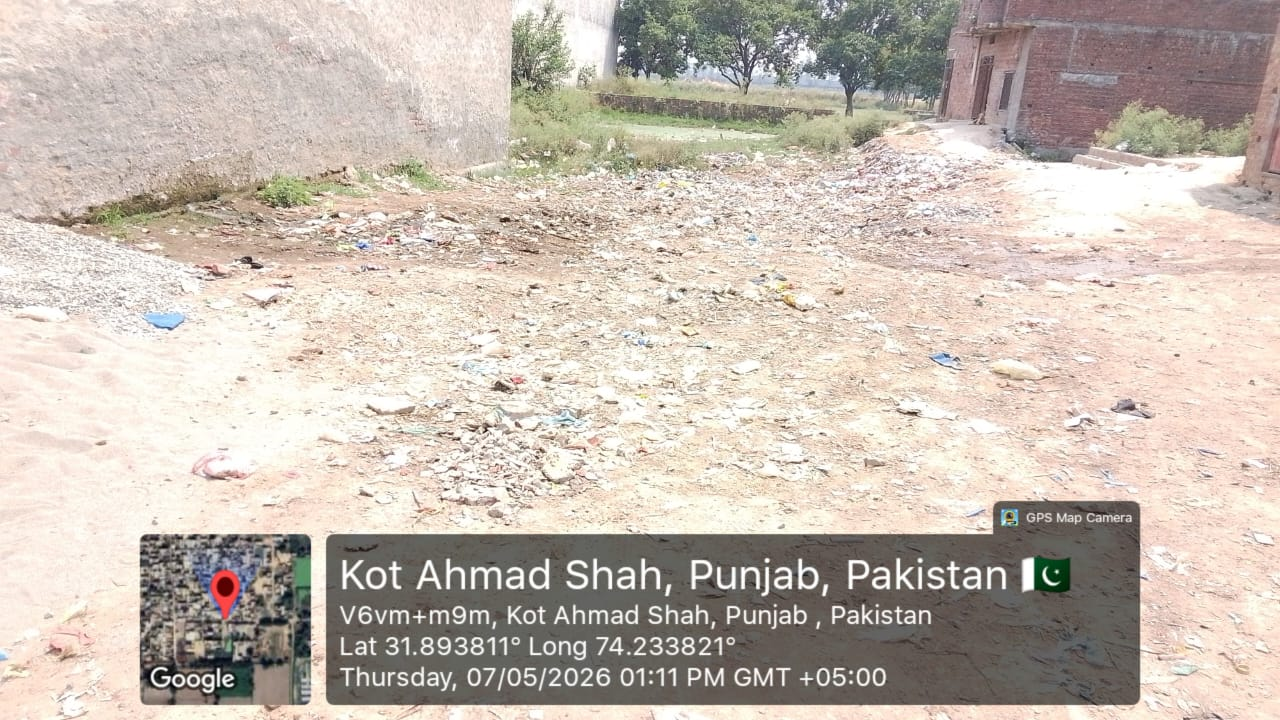 GPS Map Camera
Kot Ahmad Shah, Punjab, Pakistan 🇵🇰
V6vm+m9m, Kot Ahmad Shah, Punjab , Pakistan
Lat 31.893811° Long 74.233821°
Thursday, 07/05/2026 01:11 PM GMT +05:00
Google